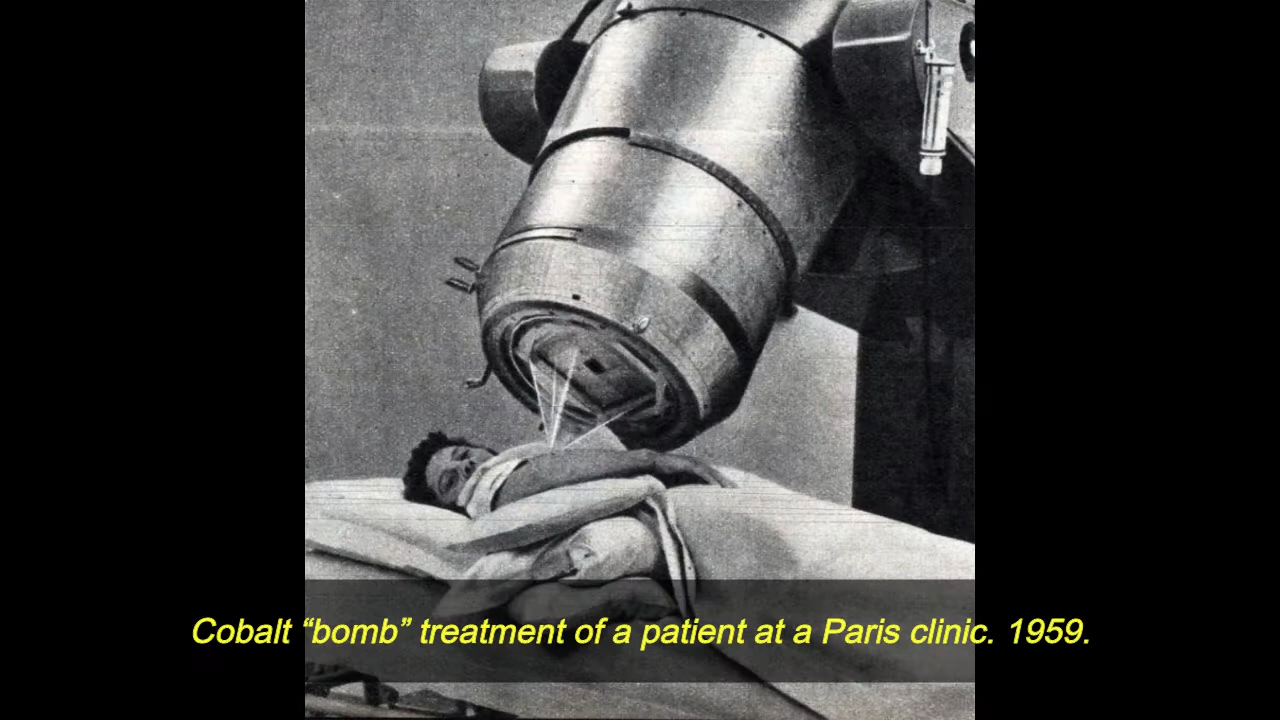 Cobalt “bomb” treatment of a patient at a Paris clinic. 1959.